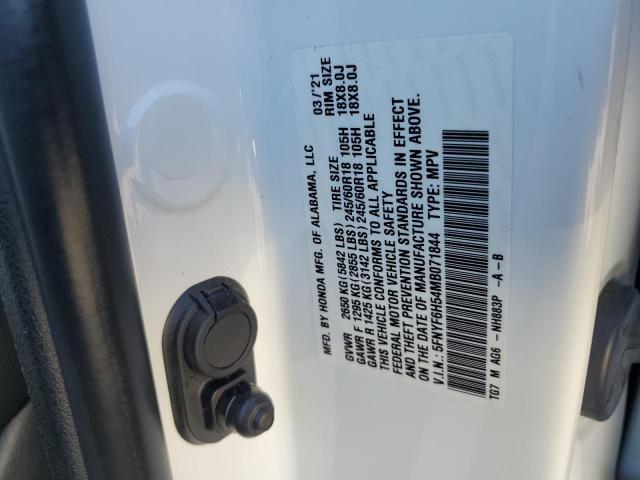 MFD. BY HONDA MFG. OF ALABAMA, LLC 03/'21
GVWR 2650 KG(5842 LBS) TIRE SIZE RIM SIZE
GAWR F 1295 KG(2855 LBS) 245/60R18 105H 18X8.0J
GAWR R 1425 KG(3142 LBS) 245/60R18 105H 18X8.0J
THIS VEHICLE CONFORMS TO ALL APPLICABLE
FEDERAL MOTOR VEHICLE SAFETY
AND THEFT PREVENTION STANDARDS IN EFFECT
ON THE DATE OF MANUFACTURE SHOWN ABOVE.
V.I.N.: 5FNYF6H54MB071844 TYPE: MPV
TG7 M AG6 -NH883P -A-B